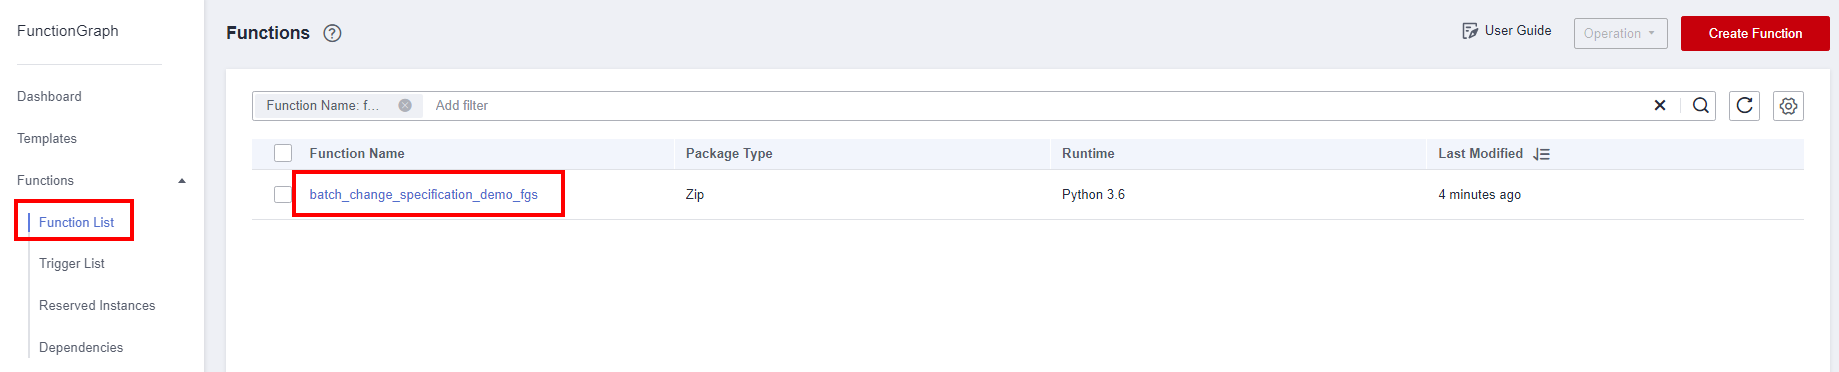 FunctionGraph
Dashboard
Templates
Functions
Function List
Trigger List
Reserved Instances
Dependencies
Functions
User Guide
Operation
Create Function
Function Name: f...
Add filter
Function Name Package Type Runtime Last Modified
batch_change_specification_demo_fgs Zip Python 3.6 4 minutes ago